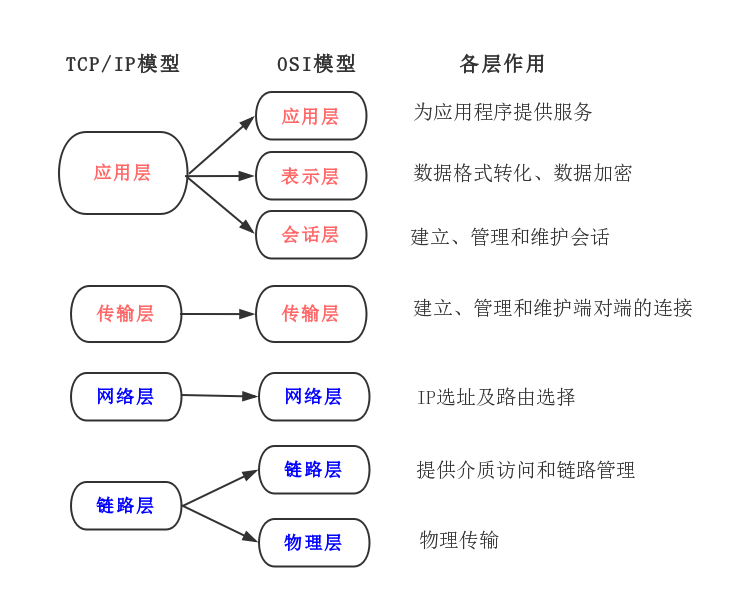 TCP/IP模型 OSI模型 各层作用
应用层 应用层 为应用程序提供服务
表示层 数据格式转化、数据加密
会话层 建立、管理和维护会话
传输层 传输层 建立、管理和维护端对端的连接
网络层 网络层 IP选址及路由选择
链路层 链路层 提供介质访问和链路管理
物理层 物理传输